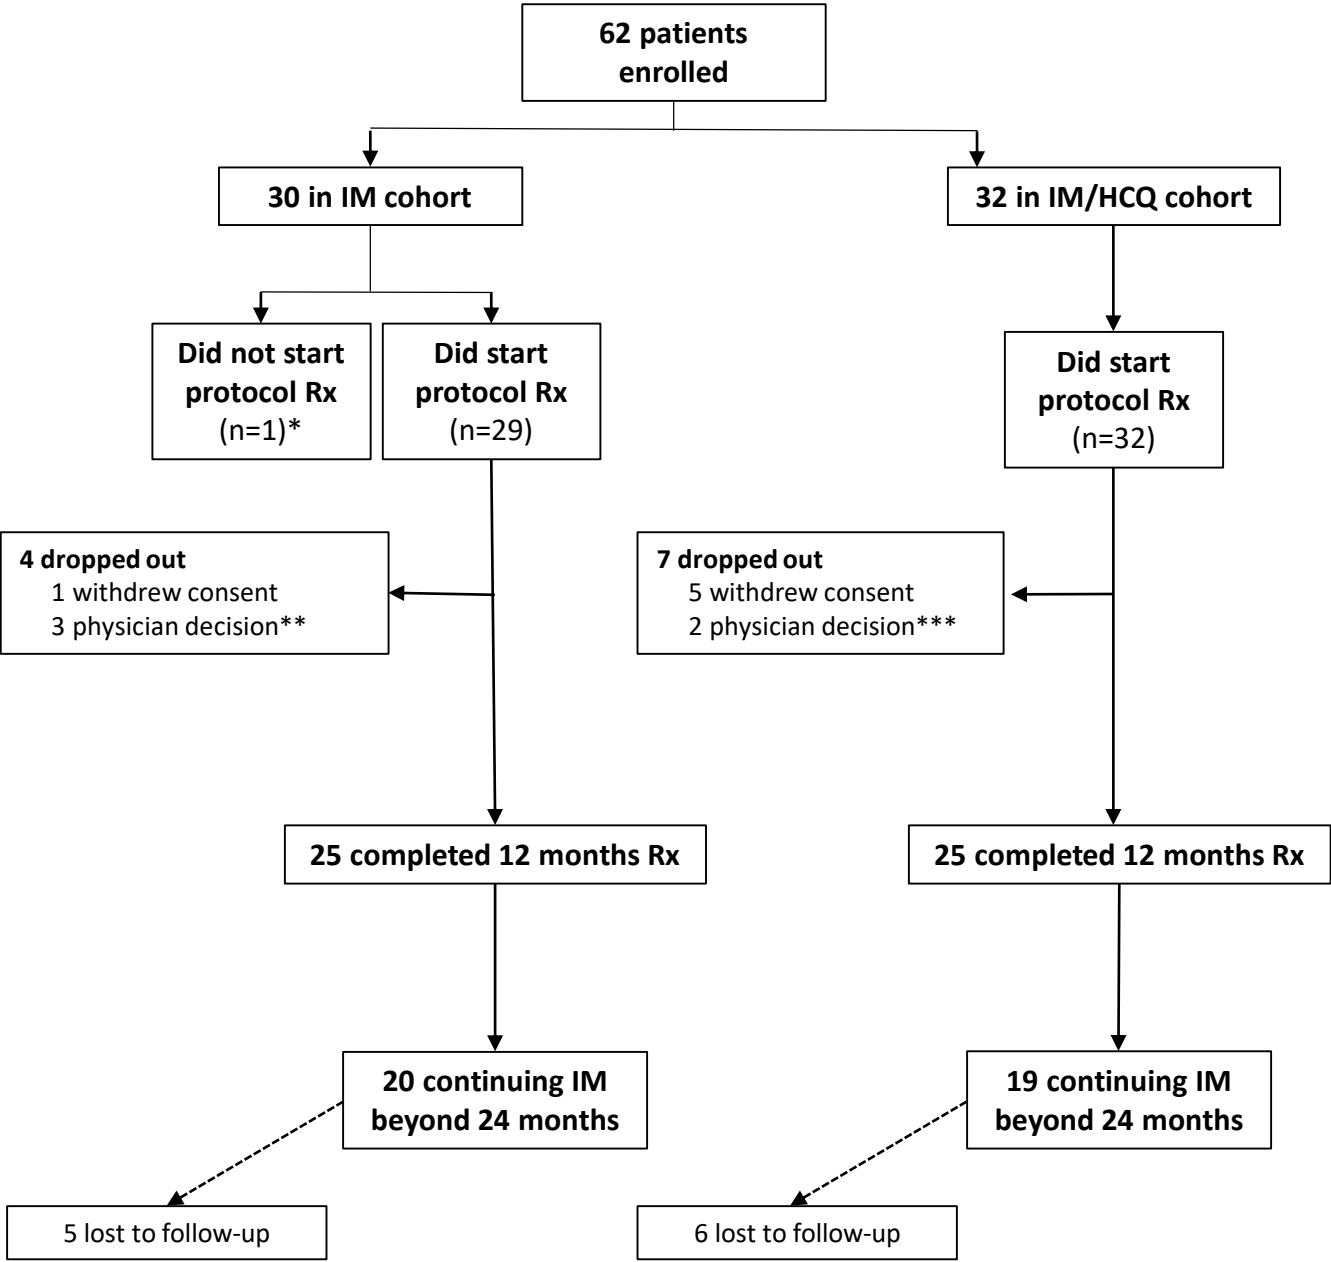 62 patients
enrolled
30 in IM cohort
32 in IM/HCQ cohort
Did not start
protocol Rx
(n=1)*
Did start
protocol Rx
(n=29)
Did start
protocol Rx
(n=32)
4 dropped out
1 withdrew consent
3 physician decision**
7 dropped out
5 withdrew consent
2 physician decision***
25 completed 12 months Rx
25 completed 12 months Rx
20 continuing IM
beyond 24 months
19 continuing IM
beyond 24 months
5 lost to follow-up
6 lost to follow-up